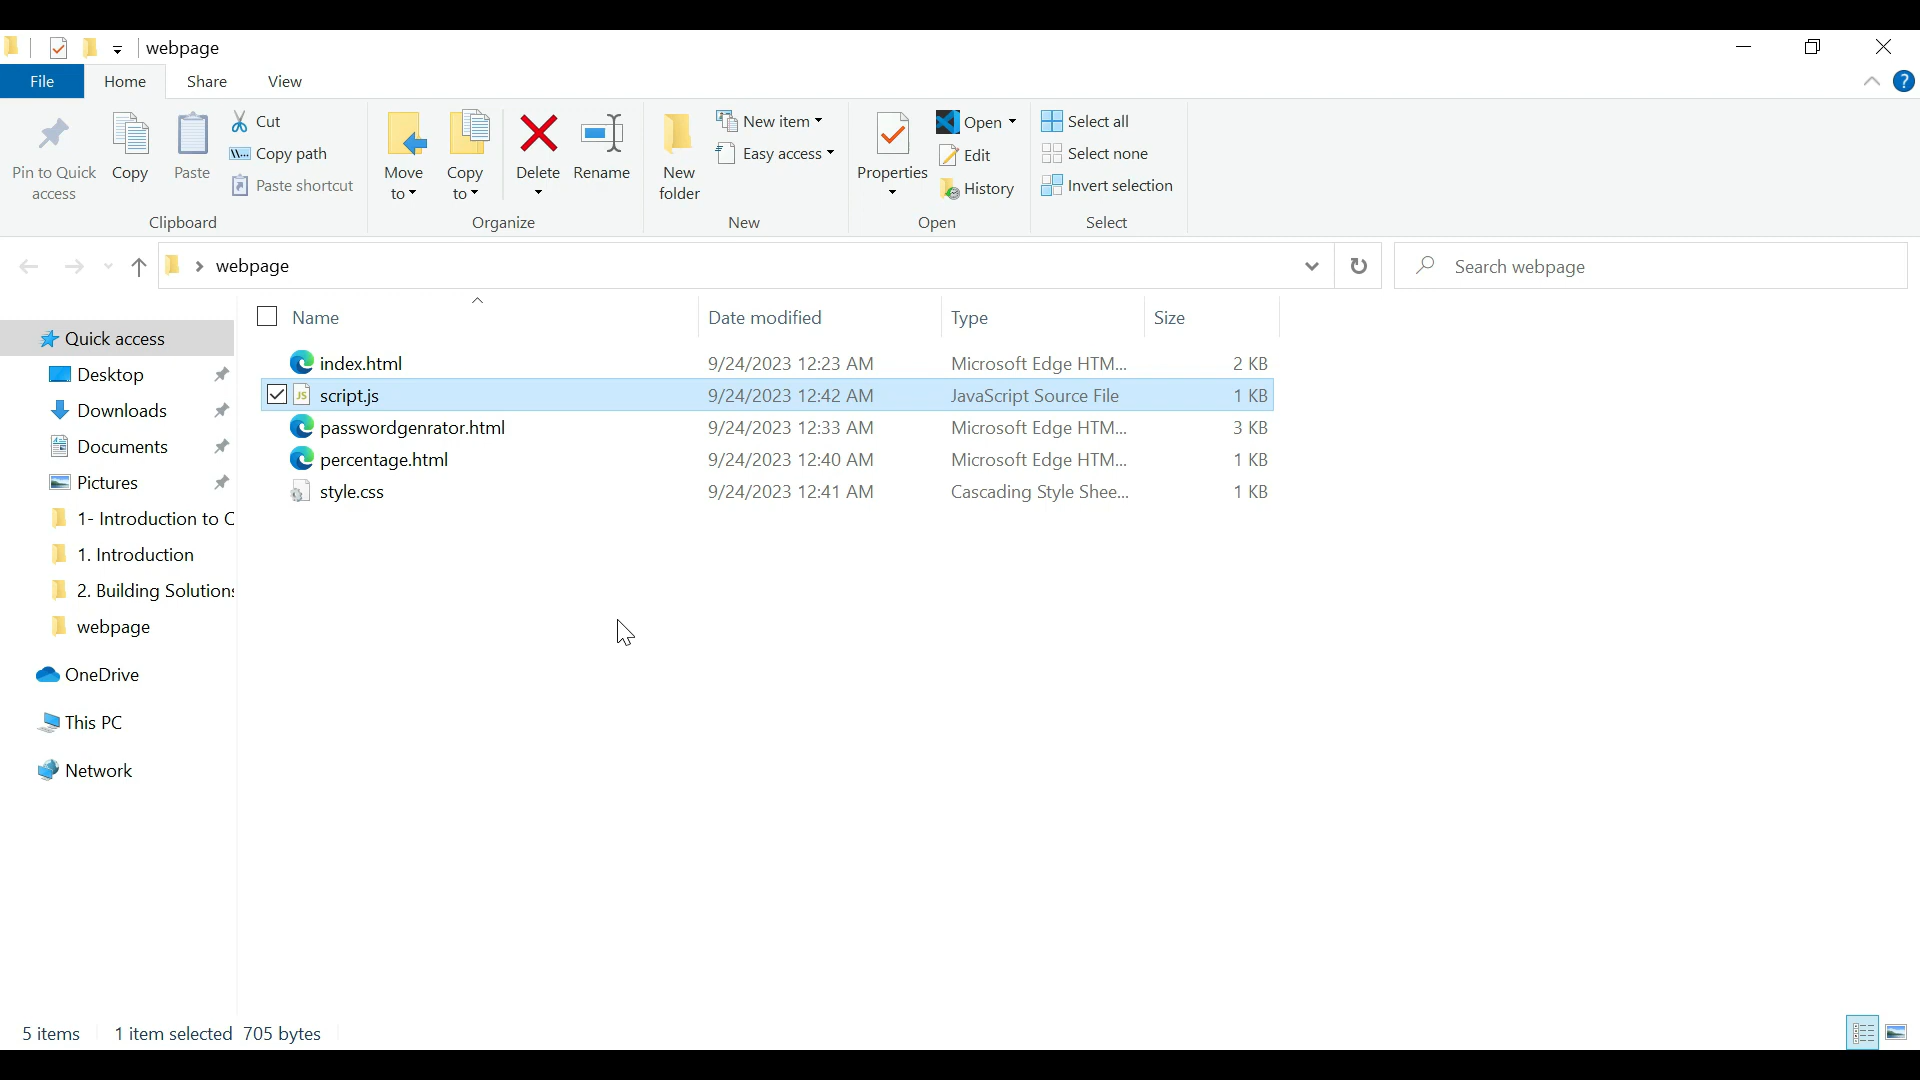 webpage
File Home Share View
Pin to Quick access
Copy
Paste
Cut
Copy path
Paste shortcut
Clipboard
Move to
Copy to
Delete
Rename
Organize
New folder
New item
Easy access
New
Properties
Open
Edit
History
Open
Select all
Select none
Invert selection
Select
webpage
Search webpage
Quick access
Desktop
Downloads
Documents
Pictures
1- Introduction to C
1. Introduction
2. Building Solutions
webpage
OneDrive
This PC
Network
Name Date modified Type Size
index.html 9/24/2023 12:23 AM Microsoft Edge HTM... 2 KB
script.js 9/24/2023 12:42 AM JavaScript Source File 1 KB
passwordgenrator.html 9/24/2023 12:33 AM Microsoft Edge HTM... 3 KB
percentage.html 9/24/2023 12:40 AM Microsoft Edge HTM... 1 KB
style.css 9/24/2023 12:41 AM Cascading Style Shee... 1 KB
5 items 1 item selected 705 bytes